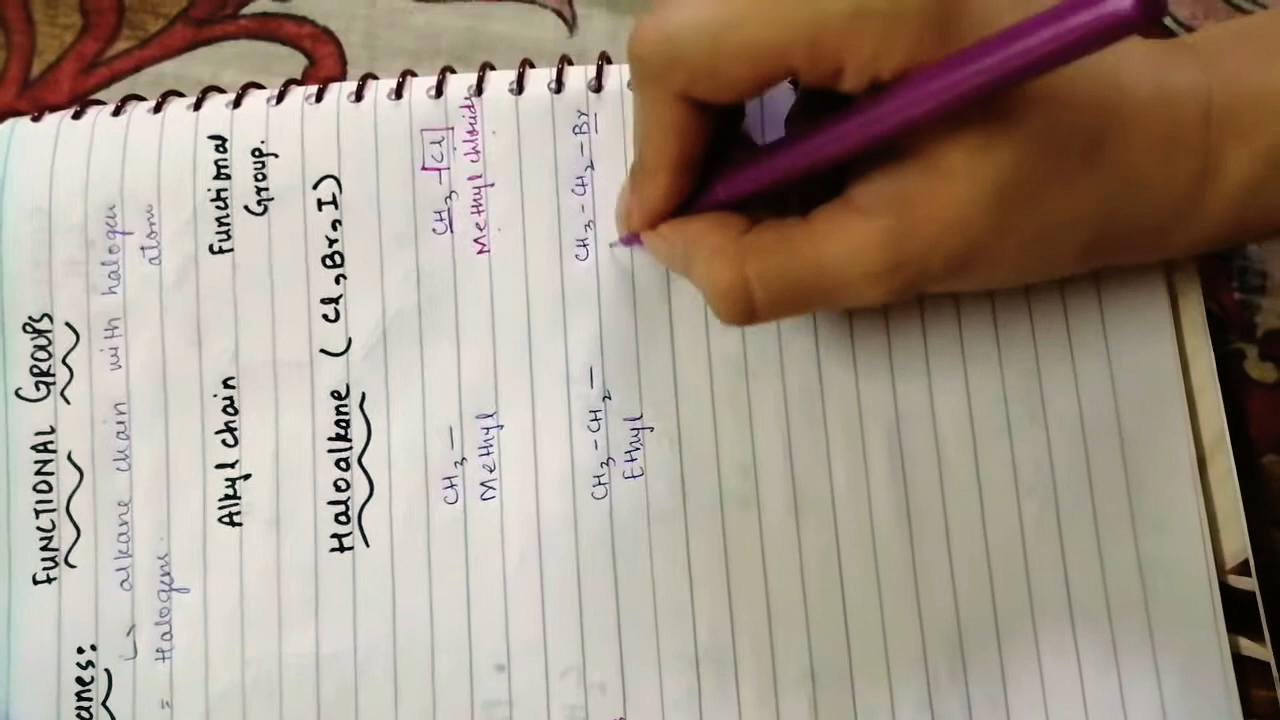 FUNCTIONAL GROUPS
anes:
↳ alkane chain with halogen atom
= Halogens.
Alkyl chain Functional Group.
Haloalkane (Cl, Br, I)
CH3 – CH3 – Cl
Methyl Methyl chloride
CH3 – CH2 – CH3 – CH2 – Br
Ethyl